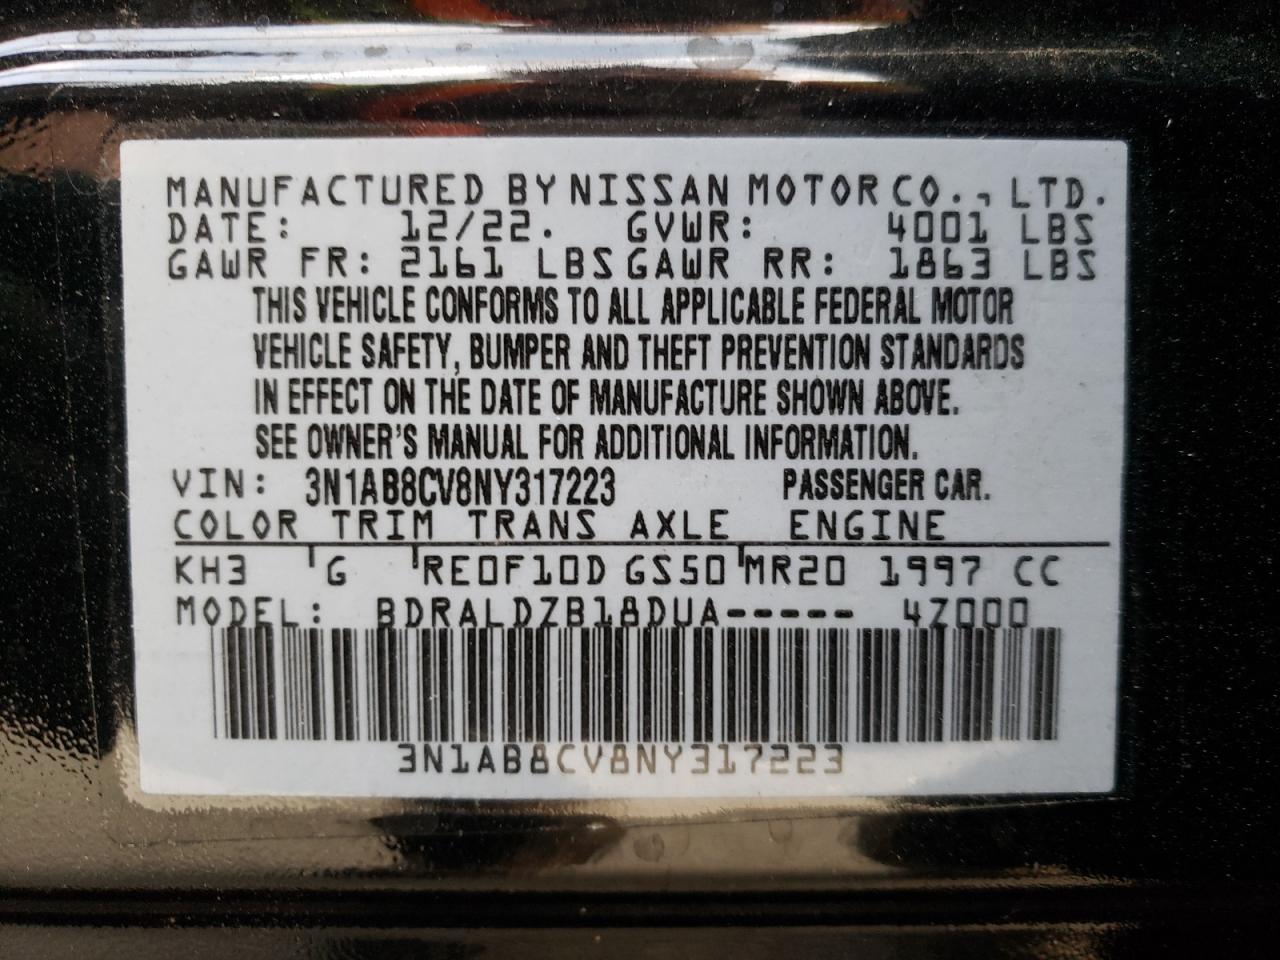 MANUFACTURED BY NISSAN MOTOR CO., LTD.
DATE: 12/22. GVWR: 4001 LBS
GAWR FR: 2161 LBS GAWR RR: 1863 LBS
THIS VEHICLE CONFORMS TO ALL APPLICABLE FEDERAL MOTOR
VEHICLE SAFETY, BUMPER AND THEFT PREVENTION STANDARDS
IN EFFECT ON THE DATE OF MANUFACTURE SHOWN ABOVE.
SEE OWNER'S MANUAL FOR ADDITIONAL INFORMATION.
VIN: 3N1AB8CV8NY317223 PASSENGER CAR.
COLOR TRIM TRANS AXLE ENGINE
KH3 G RE0F10D GS50 MR20 1997 CC
MODEL: BDRALDZB18DUA----- 4Z000
3N1AB8CV8NY317223